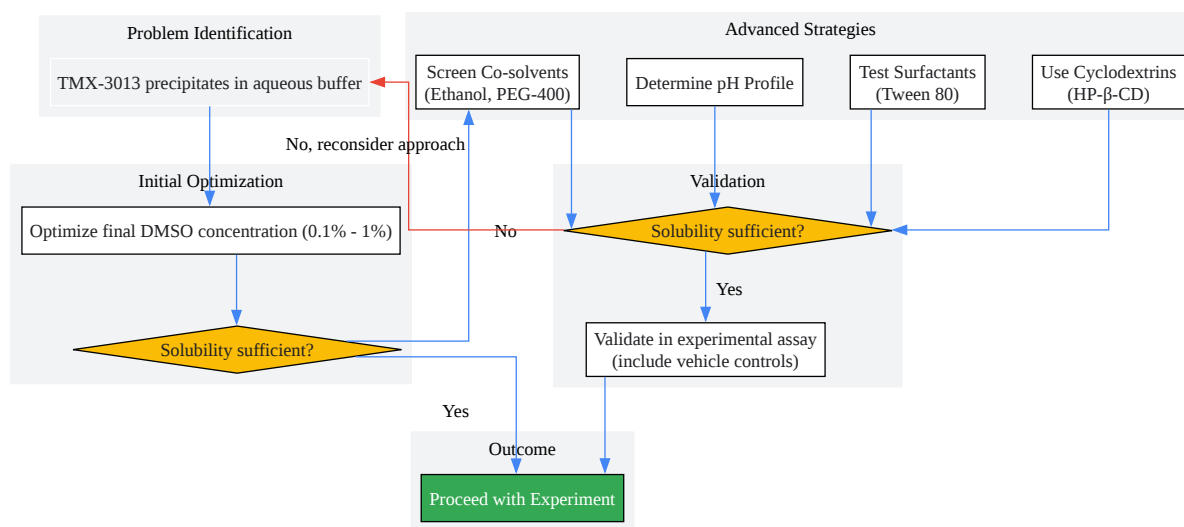 Problem Identification
Advanced Strategies
TMX-3013 precipitates in aqueous buffer
Screen Co-solvents
(Ethanol, PEG-400)
Determine pH Profile
Test Surfactants
(Tween 80)
Use Cyclodextrins
(HP-β-CD)
No, reconsider approach
Initial Optimization
Validation
Optimize final DMSO concentration (0.1% - 1%)
No
Solubility sufficient?
Yes
Validate in experimental assay
(include vehicle controls)
Solubility sufficient?
Yes
Outcome
Proceed with Experiment